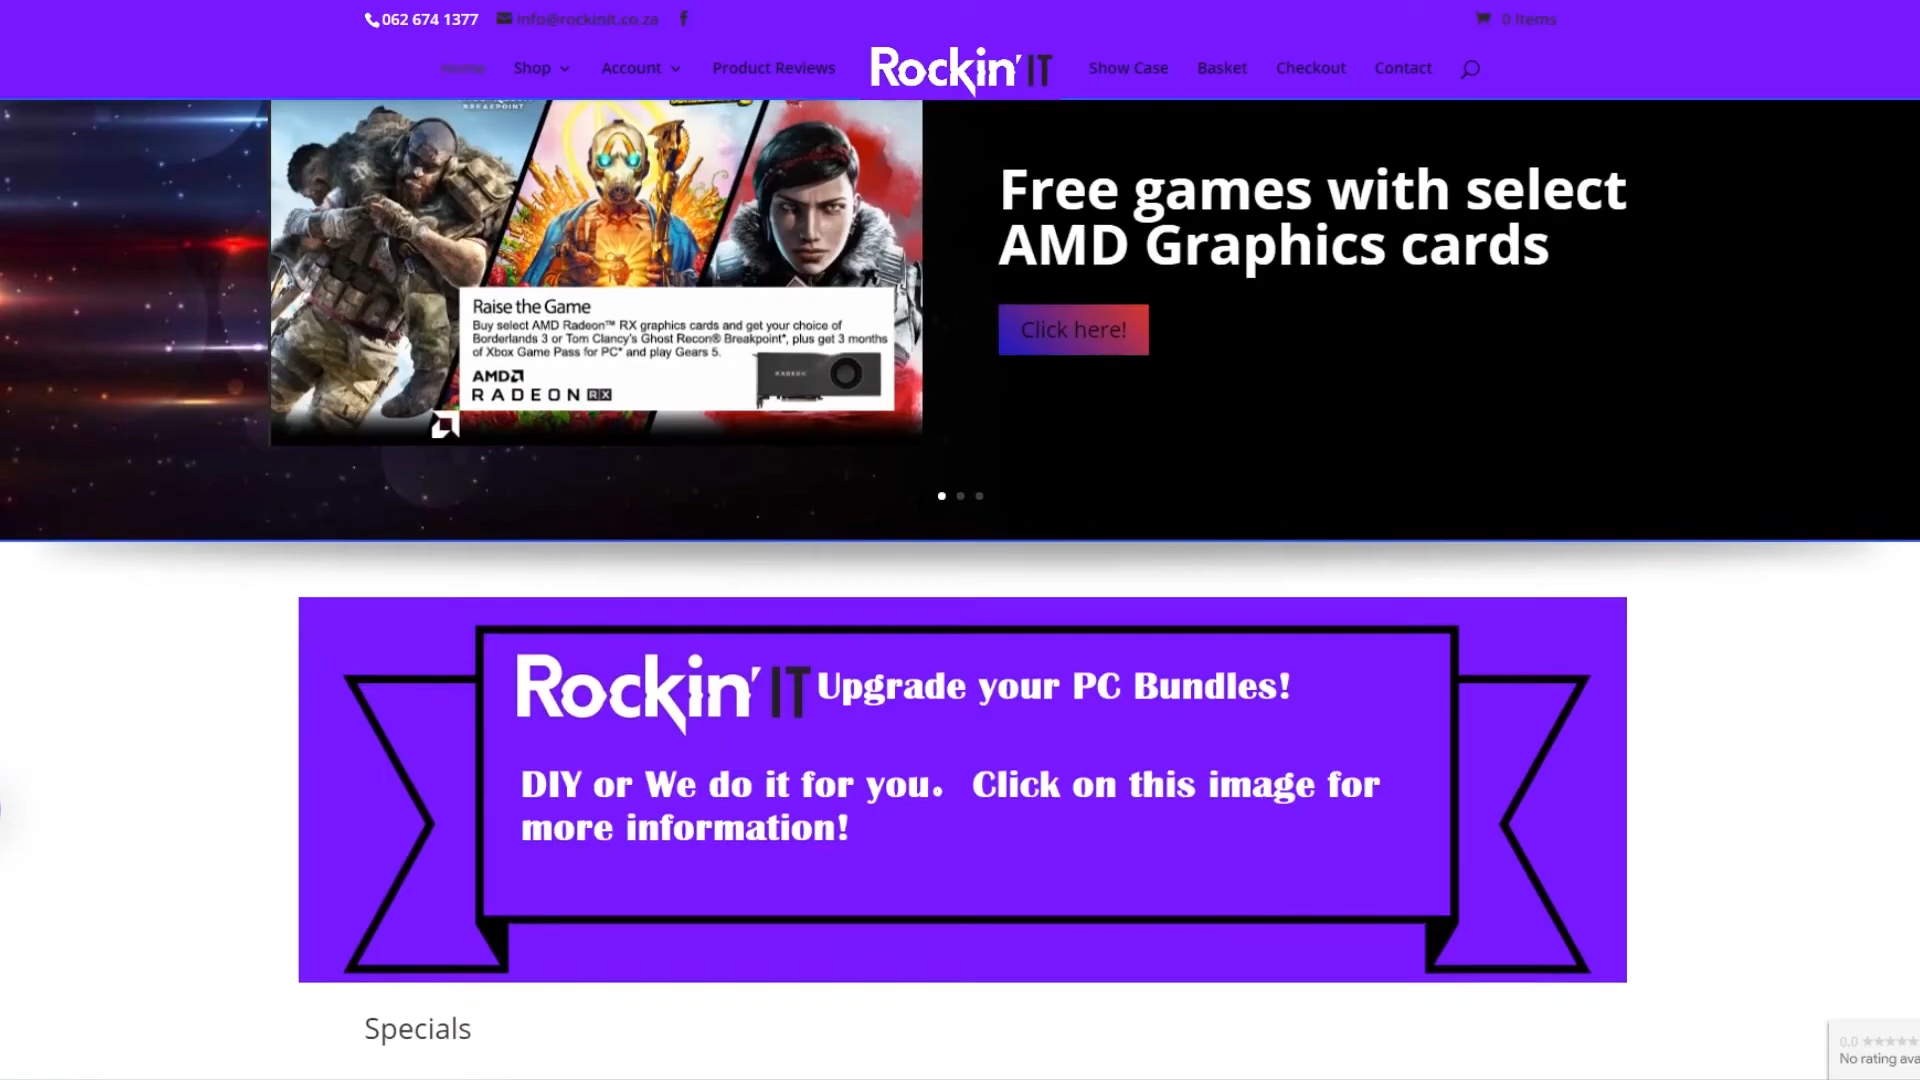 062 674 1377 info@rockinit.co.za 0 Items
Home Shop Account Product Reviews Rockin' IT Show Case Basket Checkout Contact
BREAKPOINT
Free games with select
AMD Graphics cards
Click here!
Raise the Game
Buy select AMD Radeon™ RX graphics cards and get your choice of
Borderlands 3 or Tom Clancy's Ghost Recon® Breakpoint*, plus get 3 months
of Xbox Game Pass for PC* and play Gears 5.
AMD
RADEON RX
RADEON
Rockin' IT Upgrade your PC Bundles!
DIY or We do it for you. Click on this image for
more information!
Specials
0.0
No rating ava